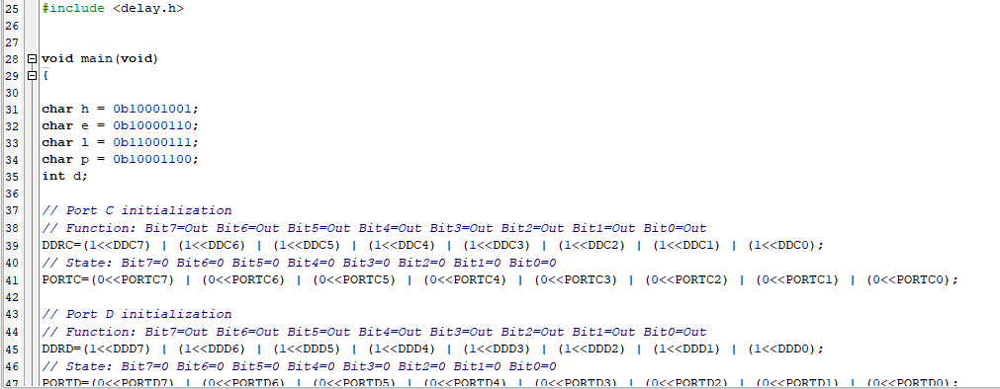 25 #include <delay.h>
26
27
28 void main(void)
29 {
30
31 char h = 0b10001001;
32 char e = 0b10000110;
33 char l = 0b11000111;
34 char p = 0b10001100;
35 int d;
36
37 // Port C initialization
38 // Function: Bit7=Out Bit6=Out Bit5=Out Bit4=Out Bit3=Out Bit2=Out Bit1=Out Bit0=Out
39 DDRC=(1<<DDC7) | (1<<DDC6) | (1<<DDC5) | (1<<DDC4) | (1<<DDC3) | (1<<DDC2) | (1<<DDC1) | (1<<DDC0);
40 // State: Bit7=0 Bit6=0 Bit5=0 Bit4=0 Bit3=0 Bit2=0 Bit1=0 Bit0=0
41 PORTC=(0<<PORTC7) | (0<<PORTC6) | (0<<PORTC5) | (0<<PORTC4) | (0<<PORTC3) | (0<<PORTC2) | (0<<PORTC1) | (0<<PORTC0);
42
43 // Port D initialization
44 // Function: Bit7=Out Bit6=Out Bit5=Out Bit4=Out Bit3=Out Bit2=Out Bit1=Out Bit0=Out
45 DDRD=(1<<DDD7) | (1<<DDD6) | (1<<DDD5) | (1<<DDD4) | (1<<DDD3) | (1<<DDD2) | (1<<DDD1) | (1<<DDD0);
46 // State: Bit7=0 Bit6=0 Bit5=0 Bit4=0 Bit3=0 Bit2=0 Bit1=0 Bit0=0
47 PORTD=(0<<PORTD7) | (0<<PORTD6) | (0<<PORTD5) | (0<<PORTD4) | (0<<PORTD3) | (0<<PORTD2) | (0<<PORTD1) | (0<<PORTD0);